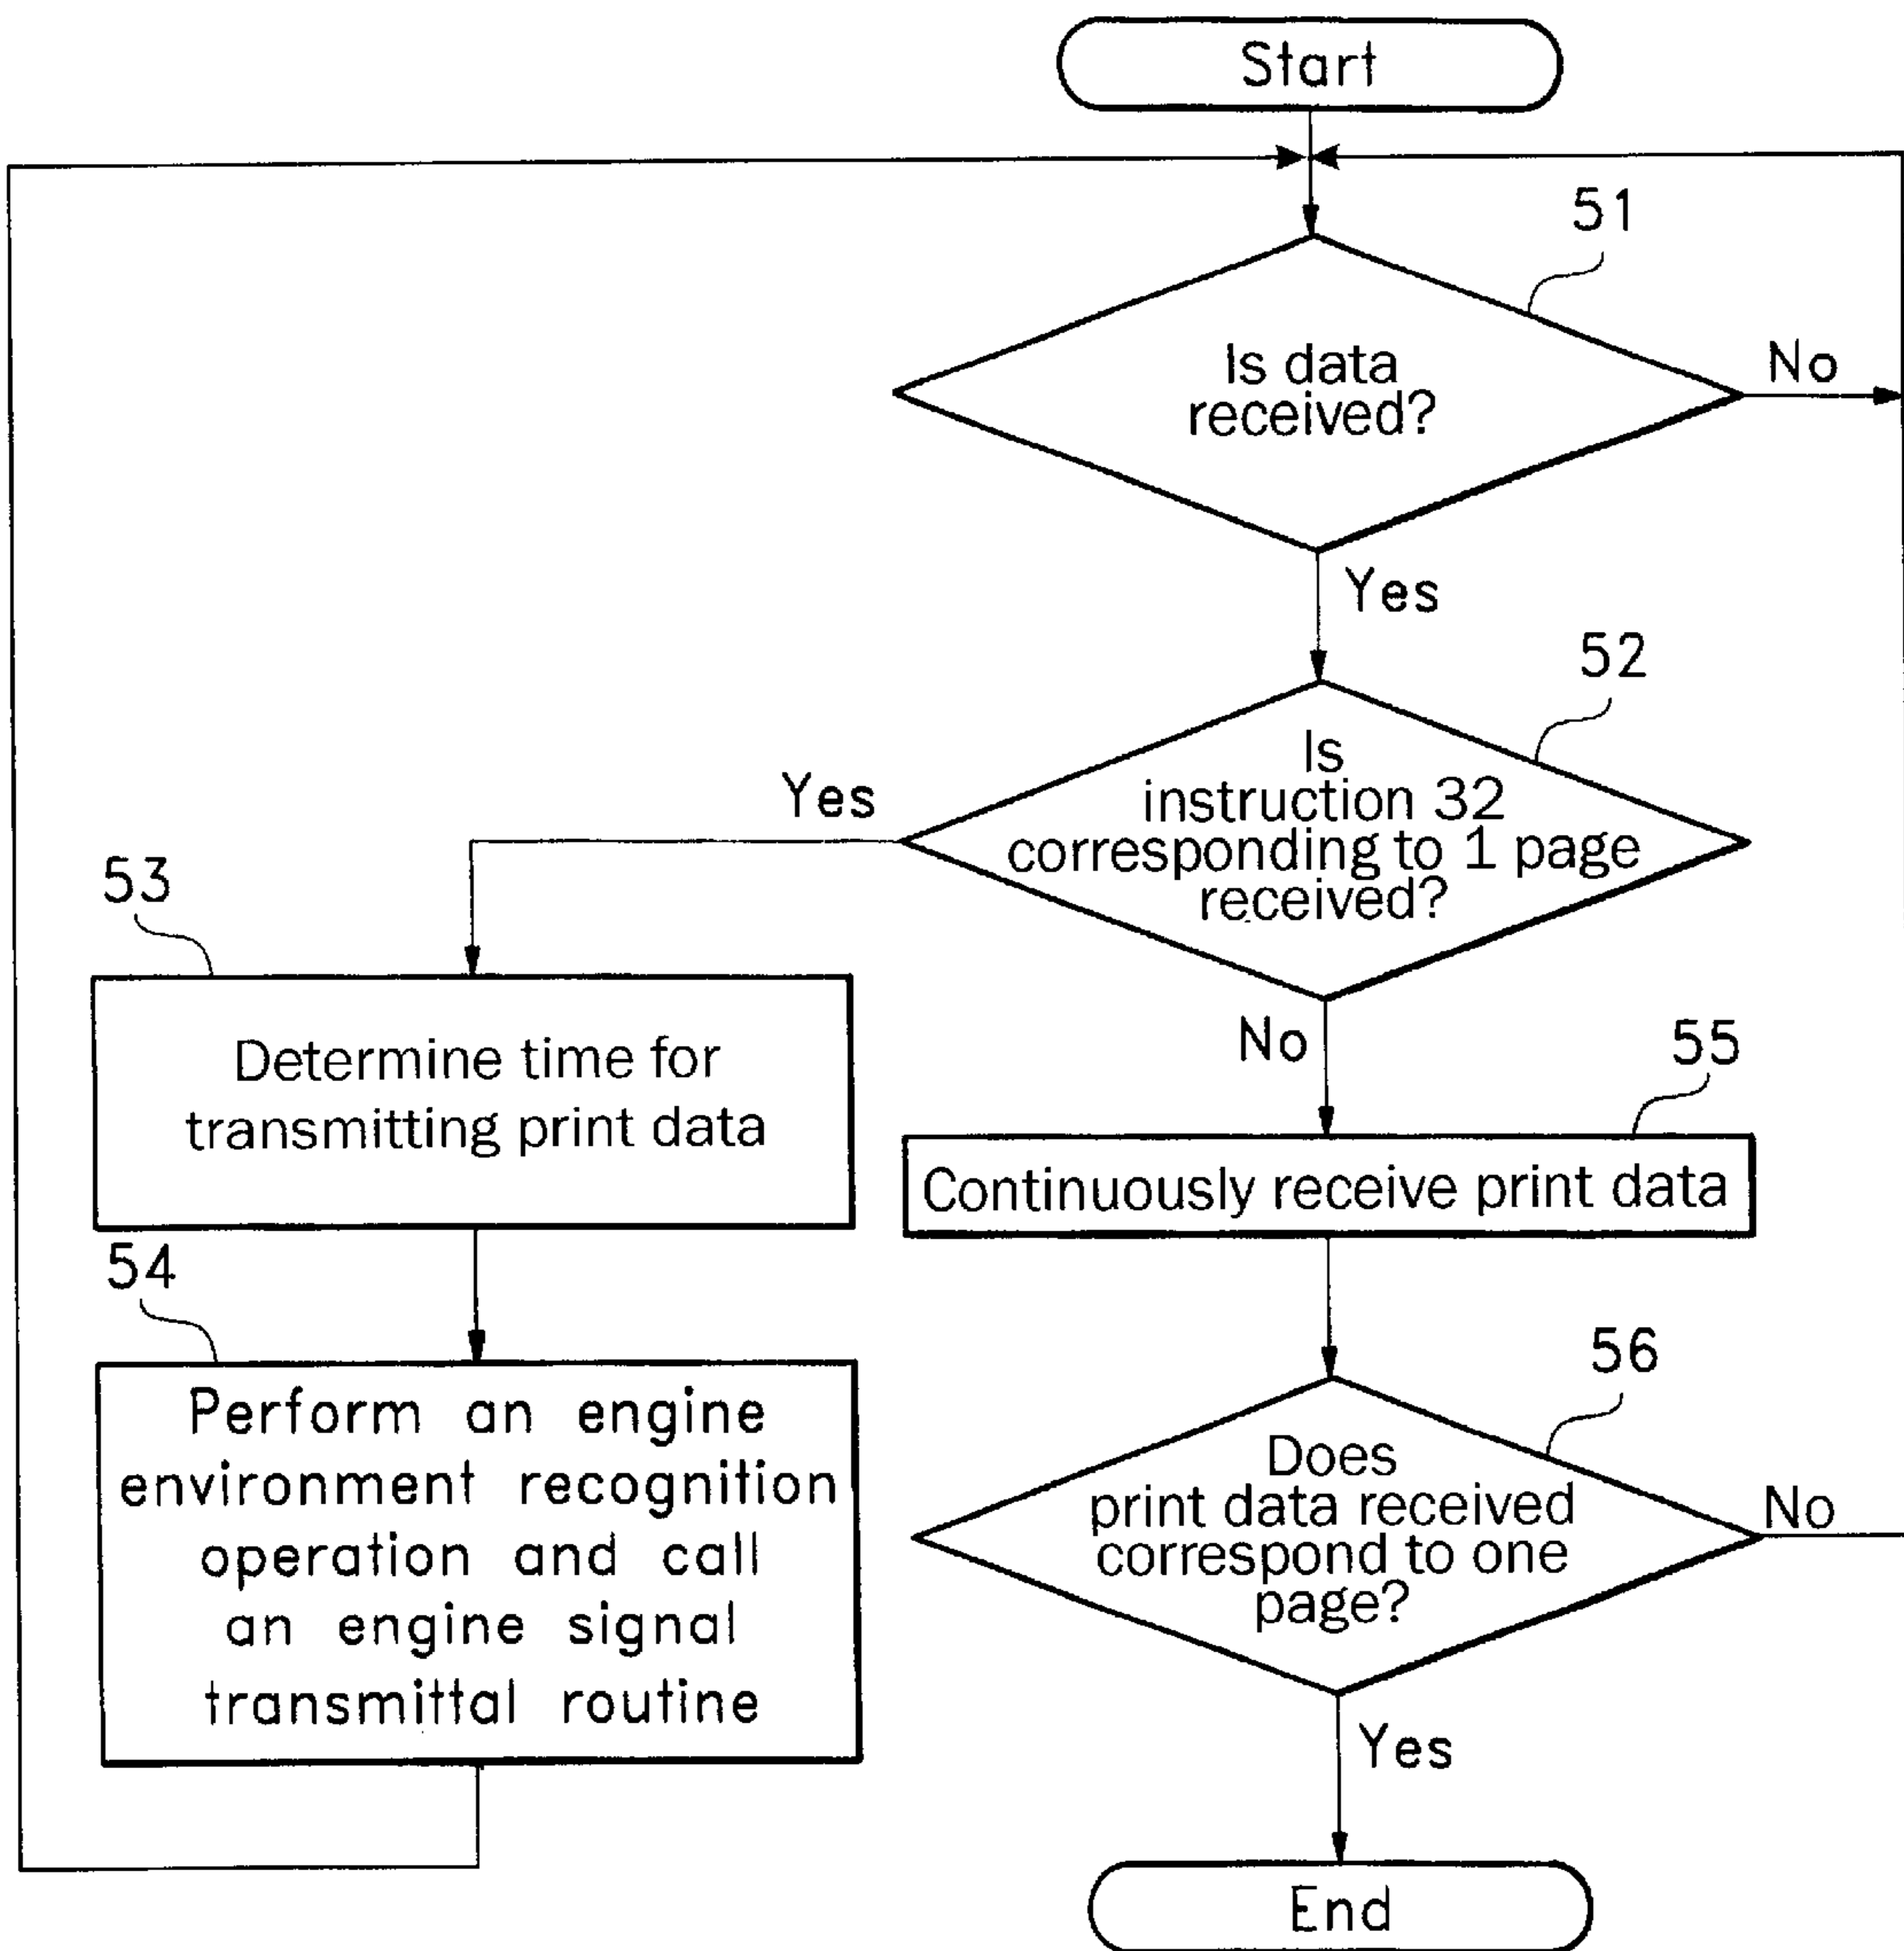 Start
51
Is data
received?
No
Yes
52
Is
instruction 32
corresponding to 1 page
received?
Yes
No
53
Determine time for
transmitting print data
54
Perform an engine
environment recognition
operation and call
an engine signal
transmittal routine
55
Continuously receive print data
56
Does
print data received
correspond to one
page?
No
Yes
End